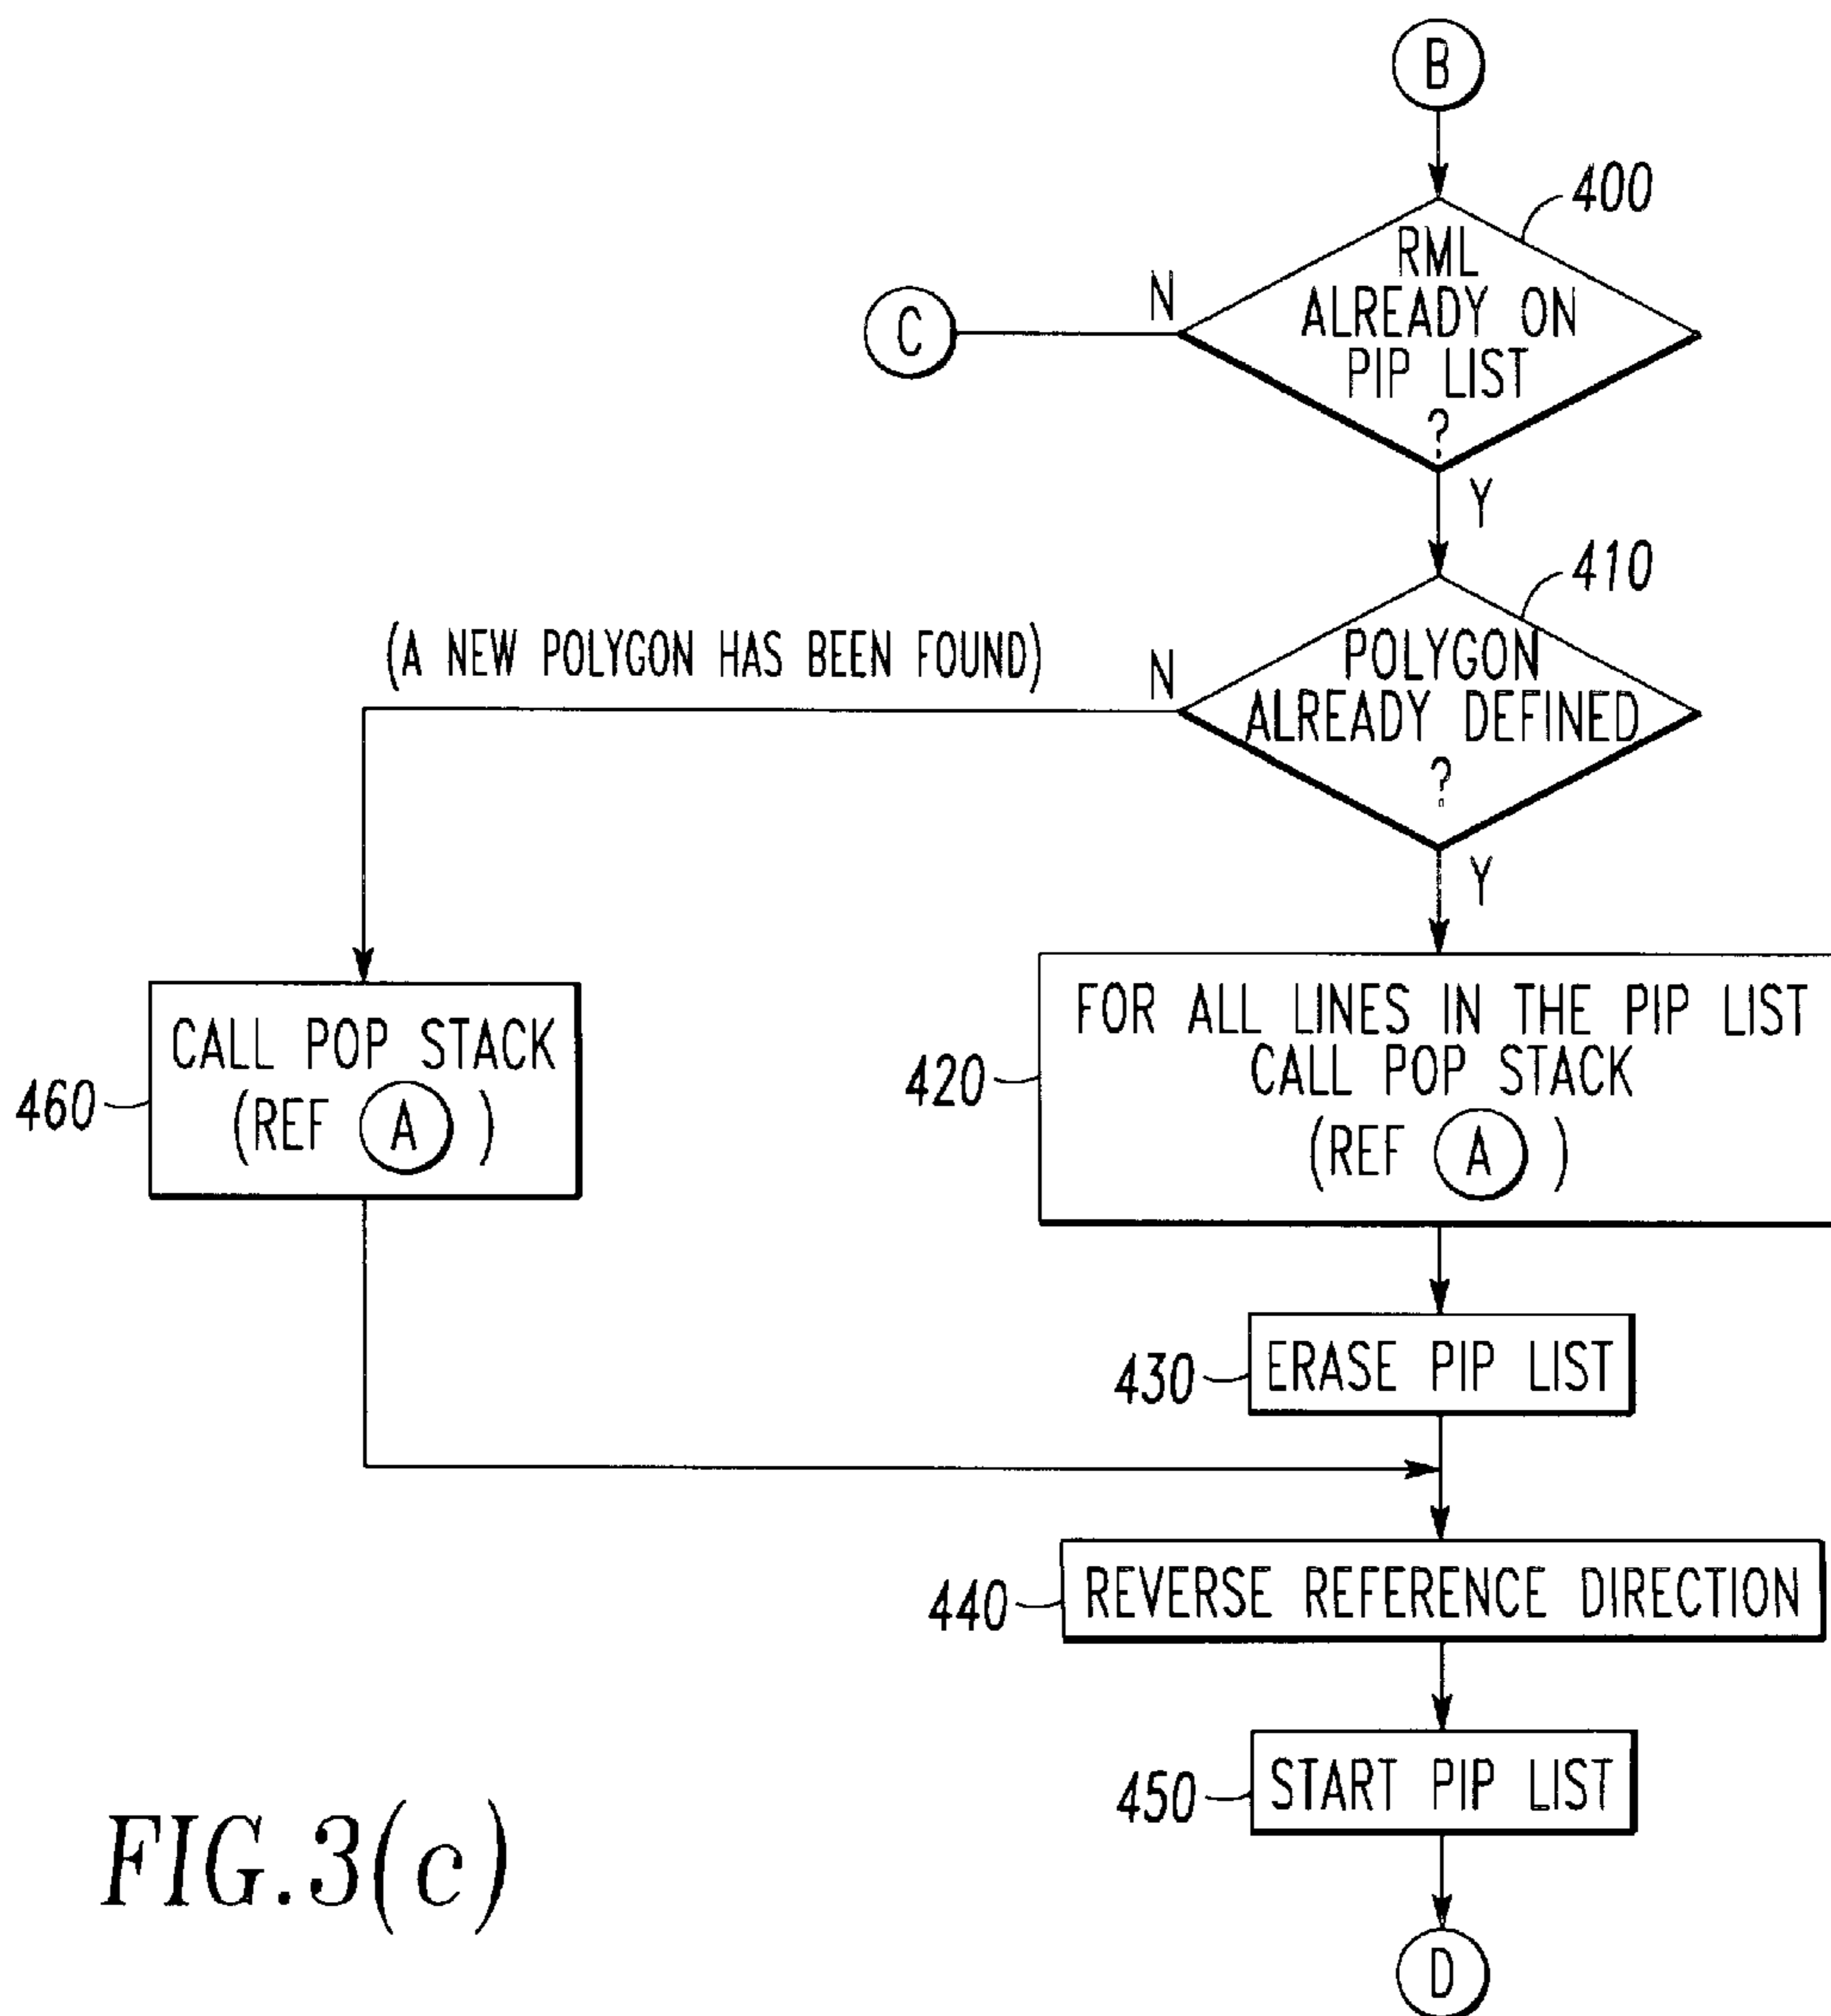 B
400
RML
ALREADY ON
PIP LIST
?
N
C
Y
410
POLYGON
ALREADY DEFINED
?
N
(A NEW POLYGON HAS BEEN FOUND)
Y
CALL POP STACK
(REF A )
460
FOR ALL LINES IN THE PIP LIST
CALL POP STACK
(REF A )
420
430
ERASE PIP LIST
440
REVERSE REFERENCE DIRECTION
450
START PIP LIST
D
FIG.3(c)